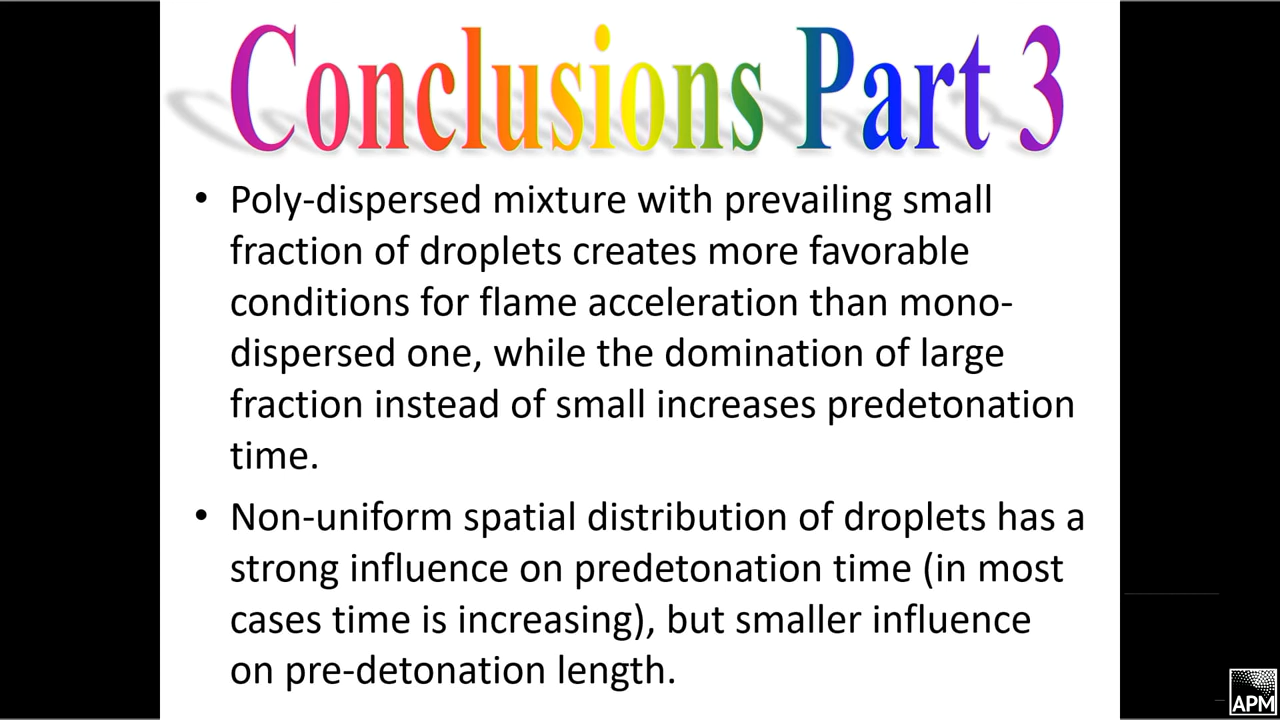 Conclusions Part 3
• Poly-dispersed mixture with prevailing small
fraction of droplets creates more favorable
conditions for flame acceleration than mono-
dispersed one, while the domination of large
fraction instead of small increases predetonation
time.
• Non-uniform spatial distribution of droplets has a
strong influence on predetonation time (in most
cases time is increasing), but smaller influence
on pre-detonation length.
APM